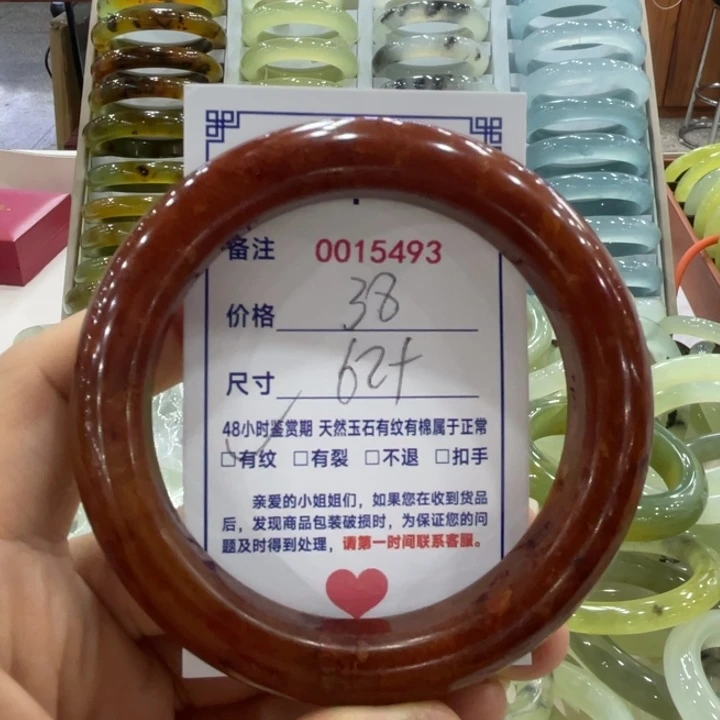 备注 0015493
价格 38
尺寸 62+
48小时鉴赏期 天然玉石有纹有棉属于正常
□有纹 □有裂 □不退 □扣手
亲爱的小姐姐们，如果您在收到货品
后，发现商品包装破损时，为保证您的问
题及时得到处理，请第一时间联系客服。